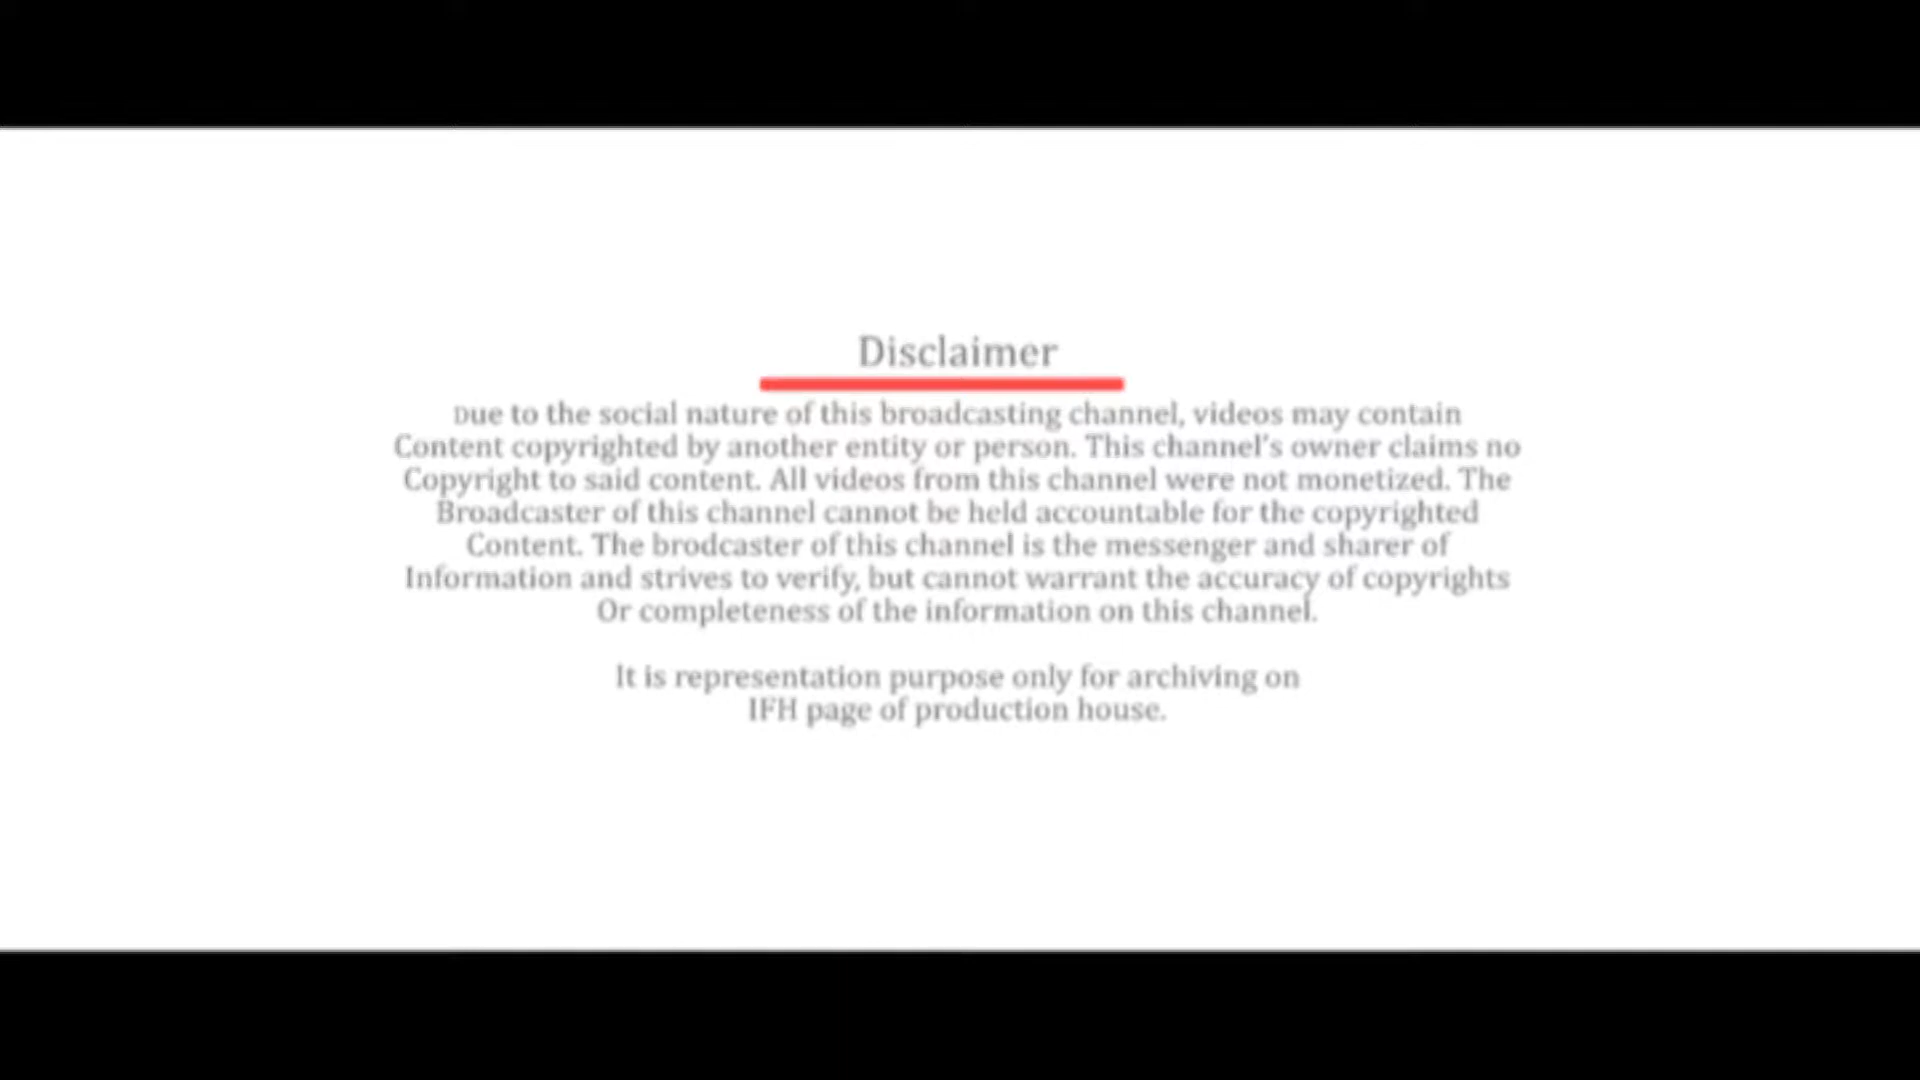 Disclaimer
Due to the social nature of this broadcasting channel, videos may contain
Content copyrighted by another entity or person. This channel's owner claims no
Copyright to said content. All videos from this channel were not monetized. The
Broadcaster of this channel cannot be held accountable for the copyrighted
Content. The brodcaster of this channel is the messenger and sharer of
Information and strives to verify, but cannot warrant the accuracy of copyrights
Or completeness of the information on this channel.
It is representation purpose only for archiving on
IFH page of production house.